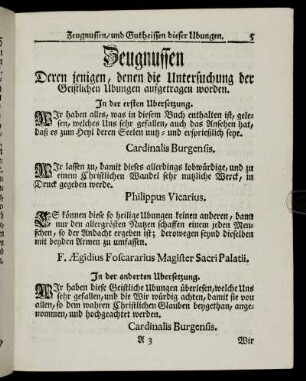 Zeugnussen/ und Gutheissen dieser Ubungen. 5
Zeugnussen
Deren jenigen, denen die Untersuchung der
Geistlichen Ubungen aufgetragen worden.
In der ersten Ubersetzung.
Wir haben alles, was in diesem Buch enthalten ist, gele-
sen, welches Uns sehr gefallen, auch das Ansehen hat,
daß es zum Heyl deren Seelen nutz- und ersprießlich seye.
Cardinalis Burgensis.
Wir lassen zu, damit dieses allerdings lobwürdige, und zu
einem Christlichen Wandel sehr nutzliche Werck, in
Druck gegeben werde.
Philippus Vicarius.
ES können diese so heilige Ubungen keinen anderen, dann
nur den allergrößten Nutzen schaffen einem jeden Men-
schen, so der Andacht ergeben ist; derowegen seynd dieselben
mit beyden Armen zu umfassen.
F. Ægidius Foscararius Magister Sacri Palatii.
In der anderten Ubersetzung.
Wir haben diese Geistliche Ubungen überlesen, welche Uns
sehr gefallen, und die Wir würdig achten, damit sie von
allen, so dem wahren Christlichen Glauben beygethan, ange-
nommen, und hochgeachtet werden.
Cardinalis Burgensis.
A 3 Wir